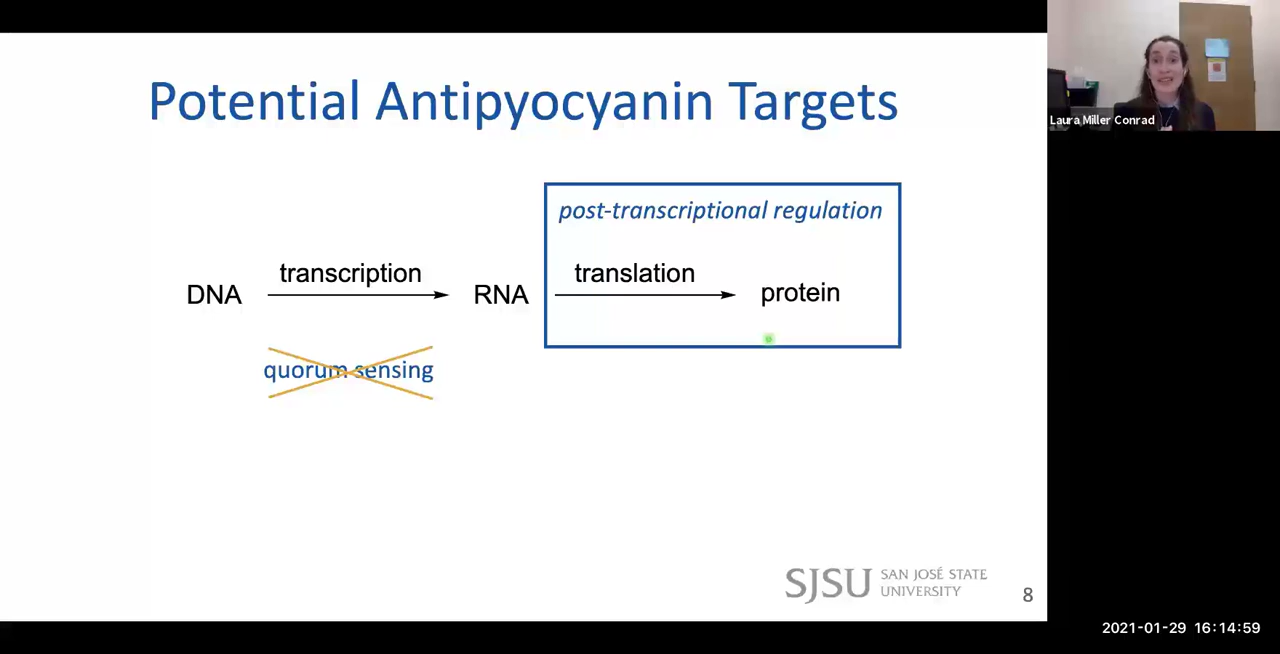 Potential Antipyocyanin Targets
Laura Miller Conrad
post-transcriptional regulation
DNA
transcription
RNA
translation
protein
quorum sensing
SJSU
SAN JOSÉ STATE
UNIVERSITY
8
2021-01-29 16:14:59